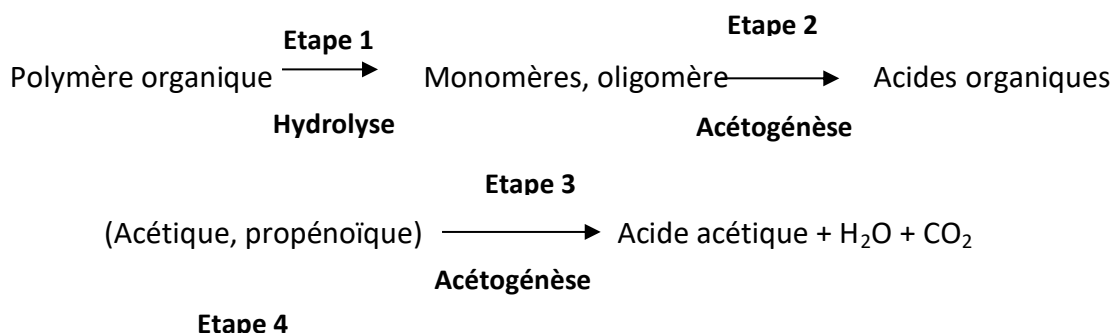 Etape 1 Etape 2
Polymère organique Monomères, oligomère Acides organiques
Hydrolyse Acétogénèse
Etape 3
(Acétique, propénoïque) Acide acétique + H₂O + CO₂
Acétogénèse
Etape 4